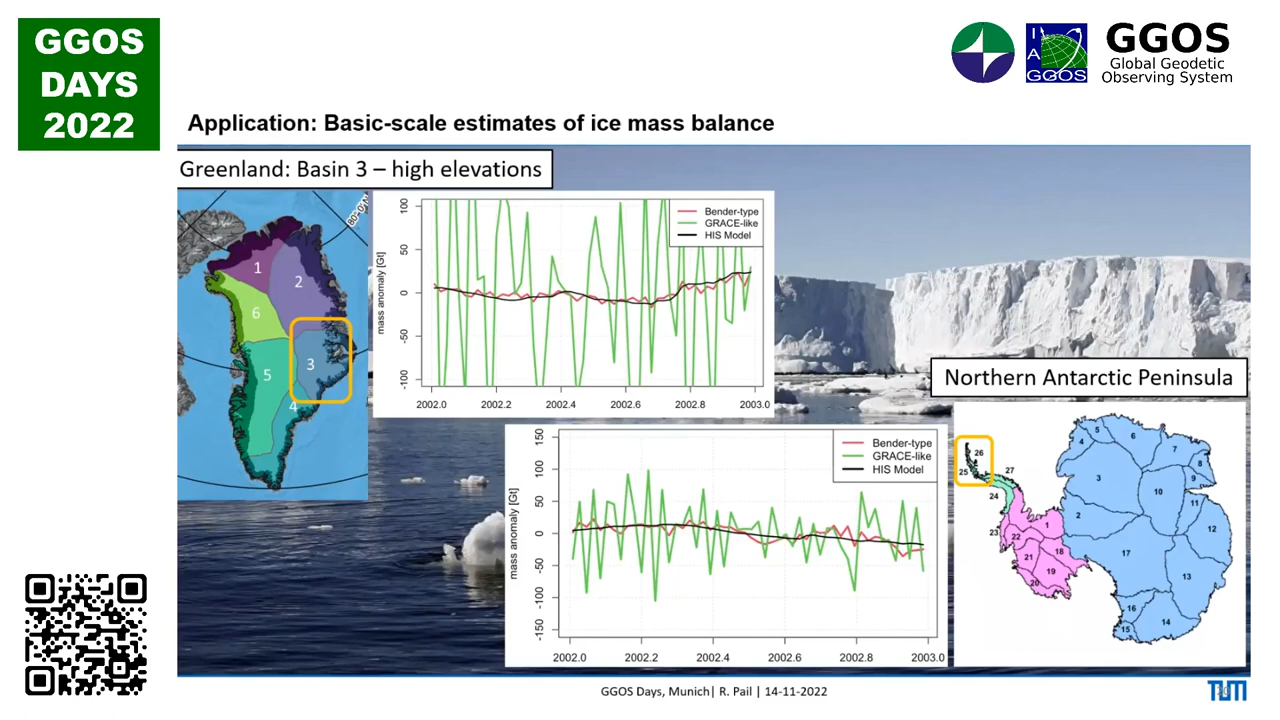 GGOS
DAYS
2022
I
A
GGOS
GGOS
Global Geodetic
Observing System
Application: Basic-scale estimates of ice mass balance
Greenland: Basin 3 – high elevations
80°0'N
1
2
6
3
5
4
mass anomaly [Gt]
100
50
0
-50
-100
Bender-type
GRACE-like
HIS Model
2002.0 2002.2 2002.4 2002.6 2002.8 2003.0
Northern Antarctic Peninsula
mass anomaly [Gt]
150
100
50
0
-50
-100
-150
Bender-type
GRACE-like
HIS Model
2002.0 2002.2 2002.4 2002.6 2002.8 2003.0
5
6
4
7
26
8
25
27
3
9
10
24
11
2
1
12
23
22
18
17
21
19
13
20
16
14
15
GGOS Days, Munich| R. Pail | 14-11-2022
TUM